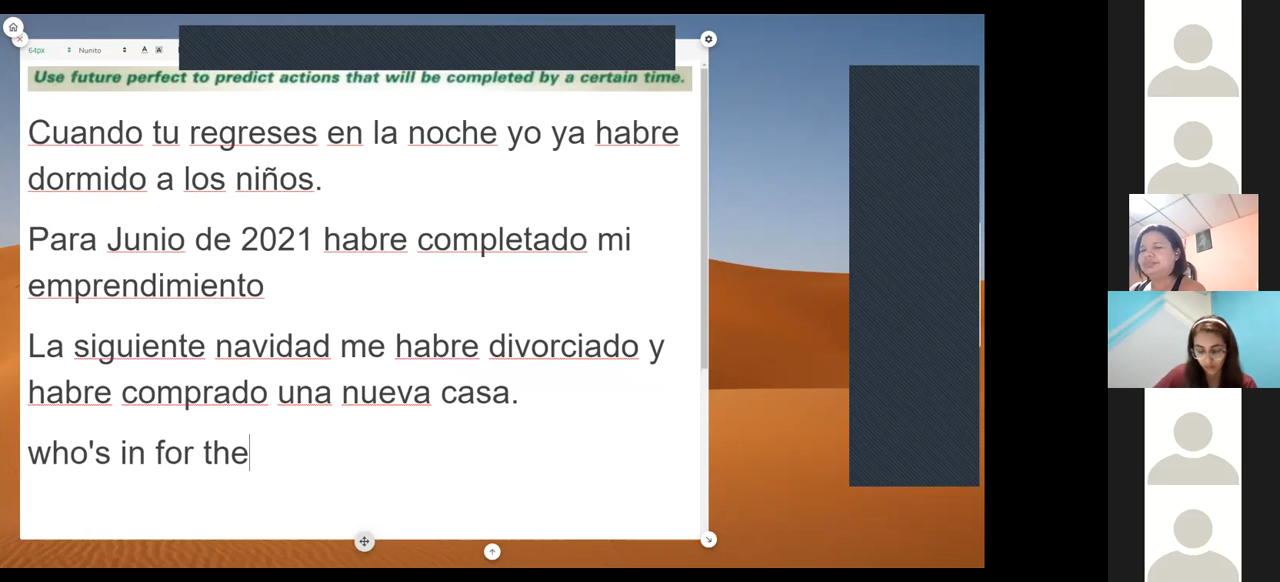 64px Nunito A A
Use future perfect to predict actions that will be completed by a certain time.
Cuando tu regreses en la noche yo ya habre
dormido a los niños.
Para Junio de 2021 habre completado mi
emprendimiento
La siguiente navidad me habre divorciado y
habre comprado una nueva casa.
who's in for the